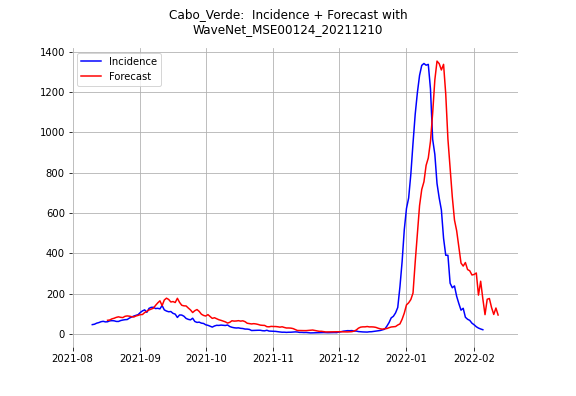 Cabo_Verde:  Incidence + Forecast with
WaveNet_MSE00124_20211210
Incidence
Forecast
1400
1200
1000
800
600
400
200
0
2021-08 2021-09 2021-10 2021-11 2021-12 2022-01 2022-02